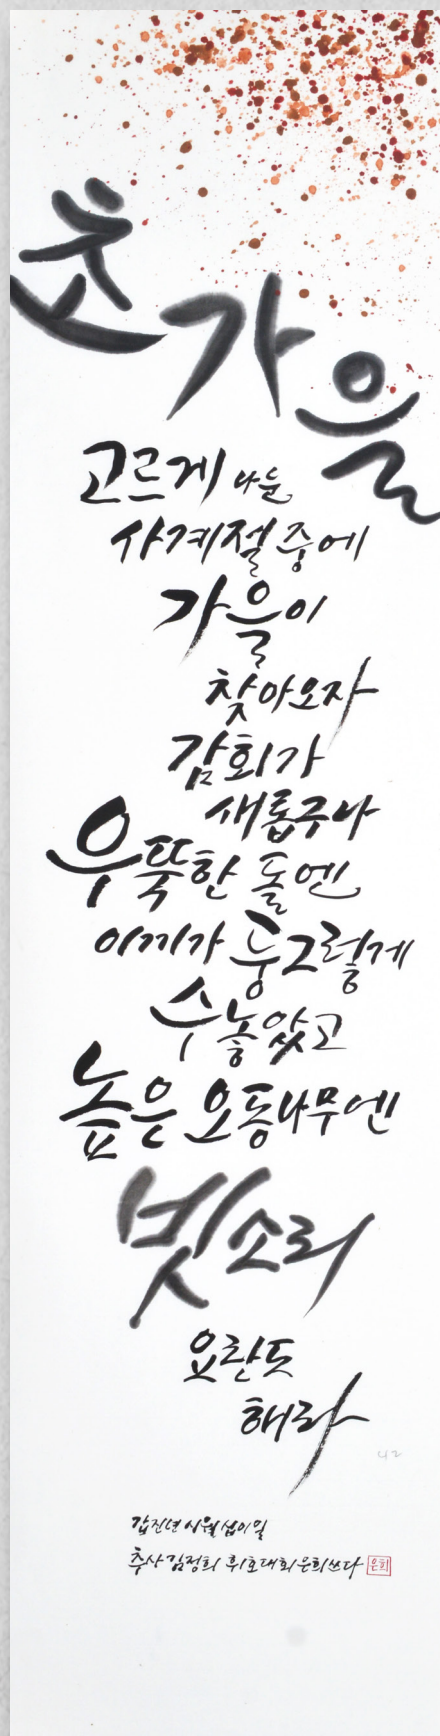 초가을
고르게 나눈
사계절 중에
가을이
찾아오자
감회가
새롭구나
우뚝한 돌엔
이끼가 둥그렇게
수놓았고
높은 오동나무엔
빗소리
요란도
해라
42
갑진년 시월 십이일
추사 김정희 휘호대회 은희 쓰다
은희